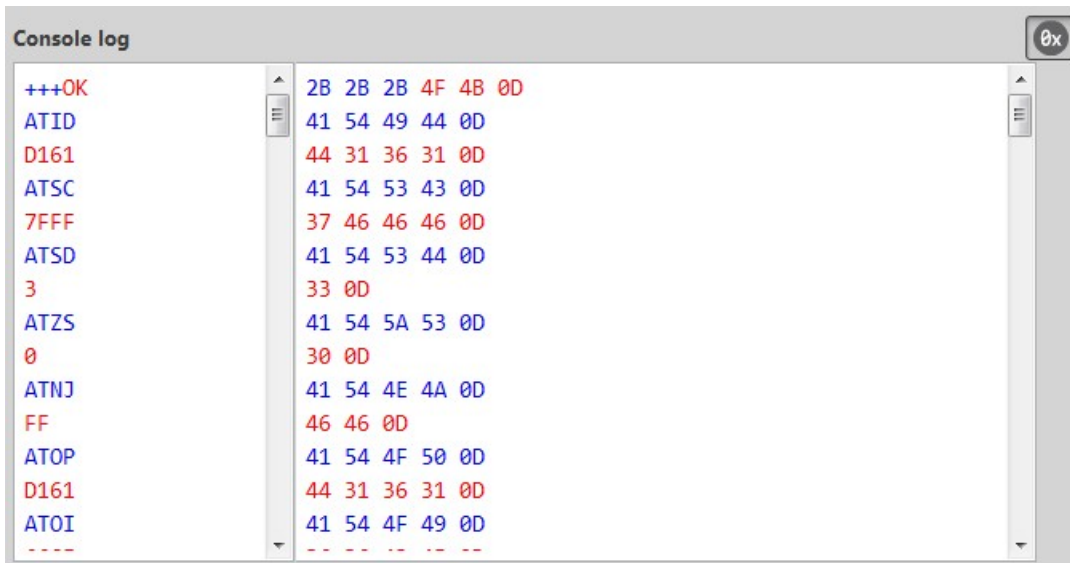 Console log
0x
+++OK 2B 2B 2B 4F 4B 0D
ATID 41 54 49 44 0D
D161 44 31 36 31 0D
ATSC 41 54 53 43 0D
7FFF 37 46 46 46 0D
ATSD 41 54 53 44 0D
3 33 0D
ATZS 41 54 5A 53 0D
0 30 0D
ATNJ 41 54 4E 4A 0D
FF 46 46 0D
ATOP 41 54 4F 50 0D
D161 44 31 36 31 0D
ATOI 41 54 4F 49 0D